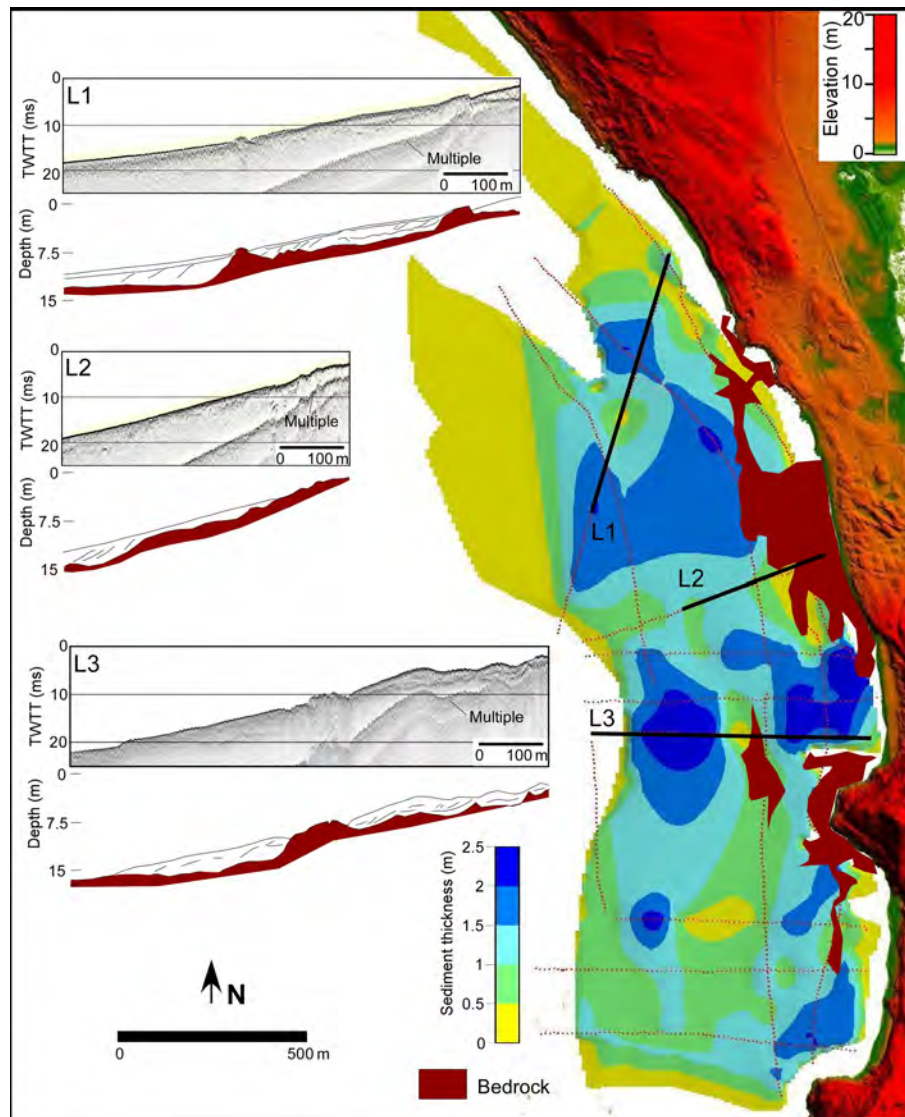 L1
0
10
20
TWTT (ms)
Multiple
0 100 m
0
7.5
15
Depth (m)
L2
0
10
20
TWTT (ms)
Multiple
0 100 m
0
7.5
15
Depth (m)
L3
0
10
20
TWTT (ms)
Multiple
0 100 m
0
7.5
15
Depth (m)
20
10
0
Elevation (m)
L1
L2
L3
2.5
2
1.5
1
0.5
0
Sediment thickness (m)
N
0 500 m
Bedrock